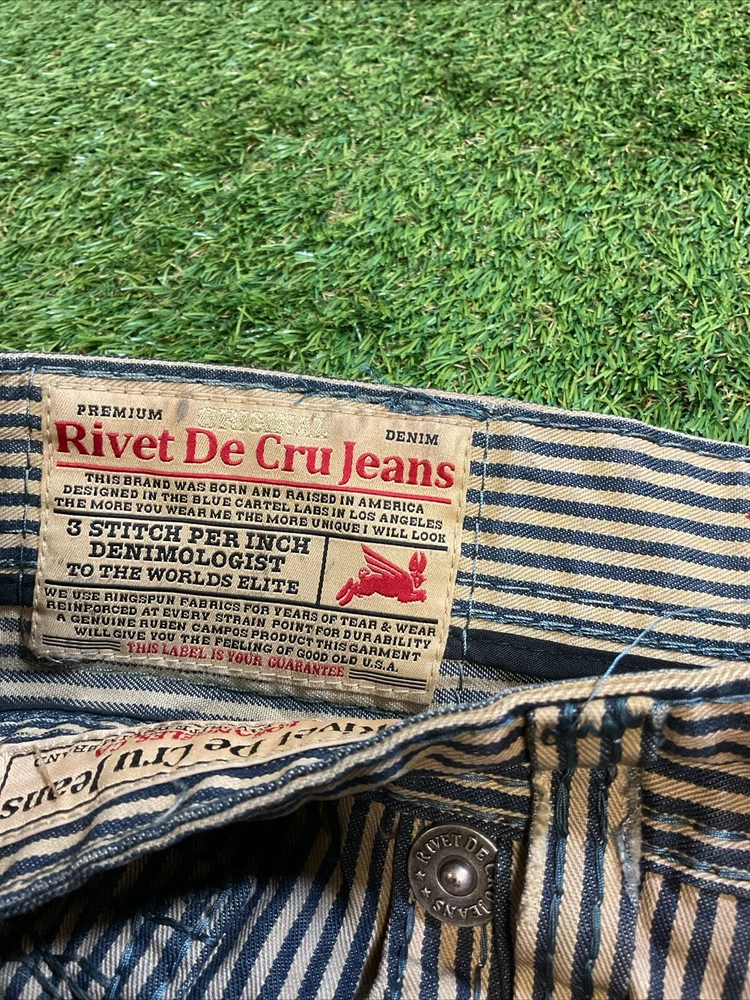 PREMIUM ORIGINAL DENIM
Rivet De Cru Jeans
THIS BRAND WAS BORN AND RAISED IN AMERICA
DESIGNED IN THE BLUE CARTEL LABS IN LOS ANGELES
THE MORE YOU WEAR ME THE MORE UNIQUE I WILL LOOK
3 STITCH PER INCH
DENIMOLOGIST
TO THE WORLDS ELITE
WE USE RINGSPUN FABRICS FOR YEARS OF TEAR & WEAR
REINFORCED AT EVERY STRAIN POINT FOR DURABILITY
A GENUINE RUBEN CAMPOS PRODUCT THIS GARMENT
WILL GIVE YOU THE FEELING OF GOOD OLD U.S.A.
THIS LABEL IS YOUR GUARANTEE
Rivet De Cru Jeans
BRAND
RIVET DE CRU JEANS